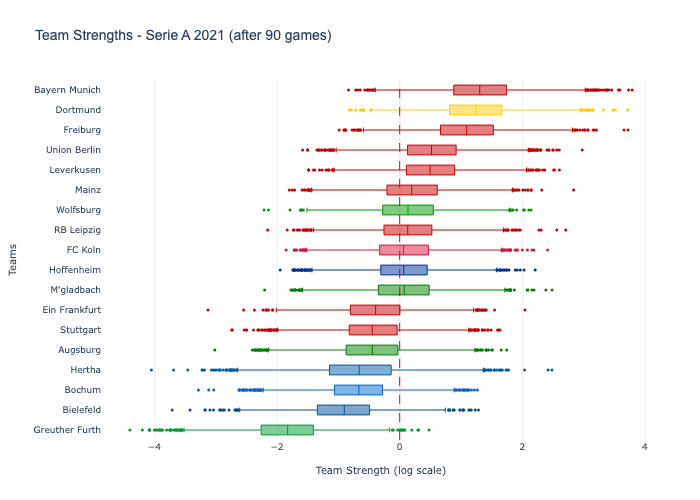 Team Strengths - Serie A 2021 (after 90 games)
Bayern Munich
Dortmund
Freiburg
Union Berlin
Leverkusen
Mainz
Wolfsburg
RB Leipzig
FC Koln
Hoffenheim
M'gladbach
Ein Frankfurt
Stuttgart
Augsburg
Hertha
Bochum
Bielefeld
Greuther Furth
Teams
−4
−2
0
2
4
Team Strength (log scale)